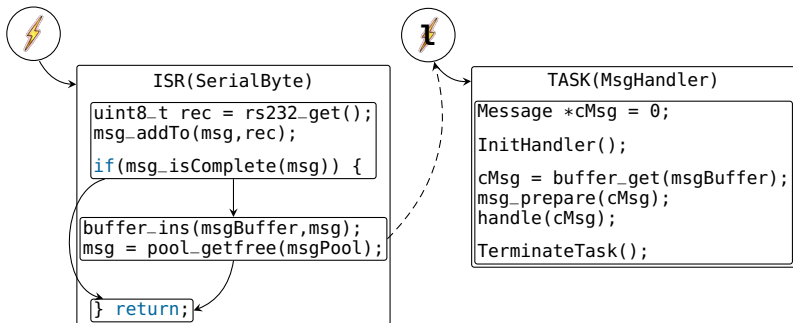 ISR(SerialByte)
uint8_t rec = rs232_get();
msg_addTo(msg,rec);
if(msg_isComplete(msg)) {
buffer_ins(msgBuffer,msg);
msg = pool_getfree(msgPool);
} return;
1
TASK(MsgHandler)
Message *cMsg = 0;
InitHandler();
cMsg = buffer_get(msgBuffer);
msg_prepare(cMsg);
handle(cMsg);
TerminateTask();